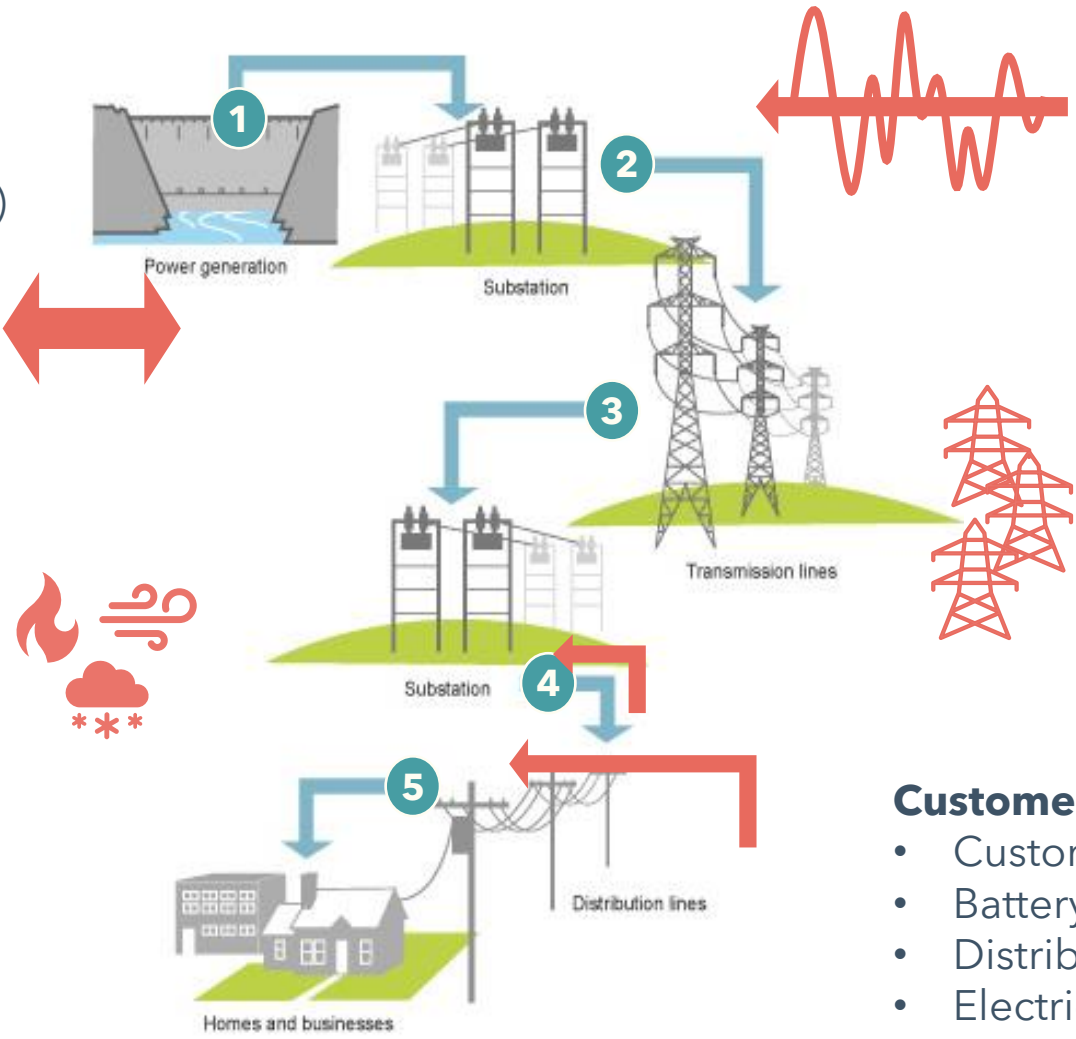 1
2
)
Power generation
Substation
3
Transmission lines
Substation
4
5
Distribution lines
Homes and businesses
Custome
• Custor
• Battery
• Distrib
• Electri